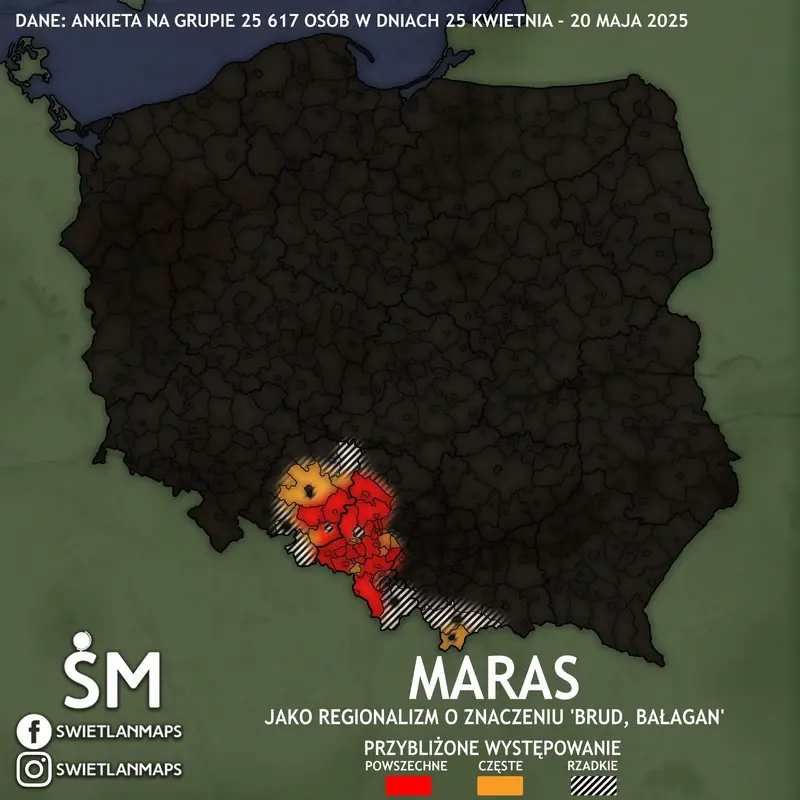 DANE: ANKIETA NA GRUPIE 25 617 OSÓB W DNIACH 25 KWIETNIA - 20 MAJA 2025
ŚM
SWIETLANMAPS
SWIETLANMAPS
MARAS
JAKO REGIONALIZM O ZNACZENIU 'BRUD, BAŁAGAN'
PRZYBLIŻONE WYSTĘPOWANIE
POWSZECHNE CZĘSTE RZADKIE